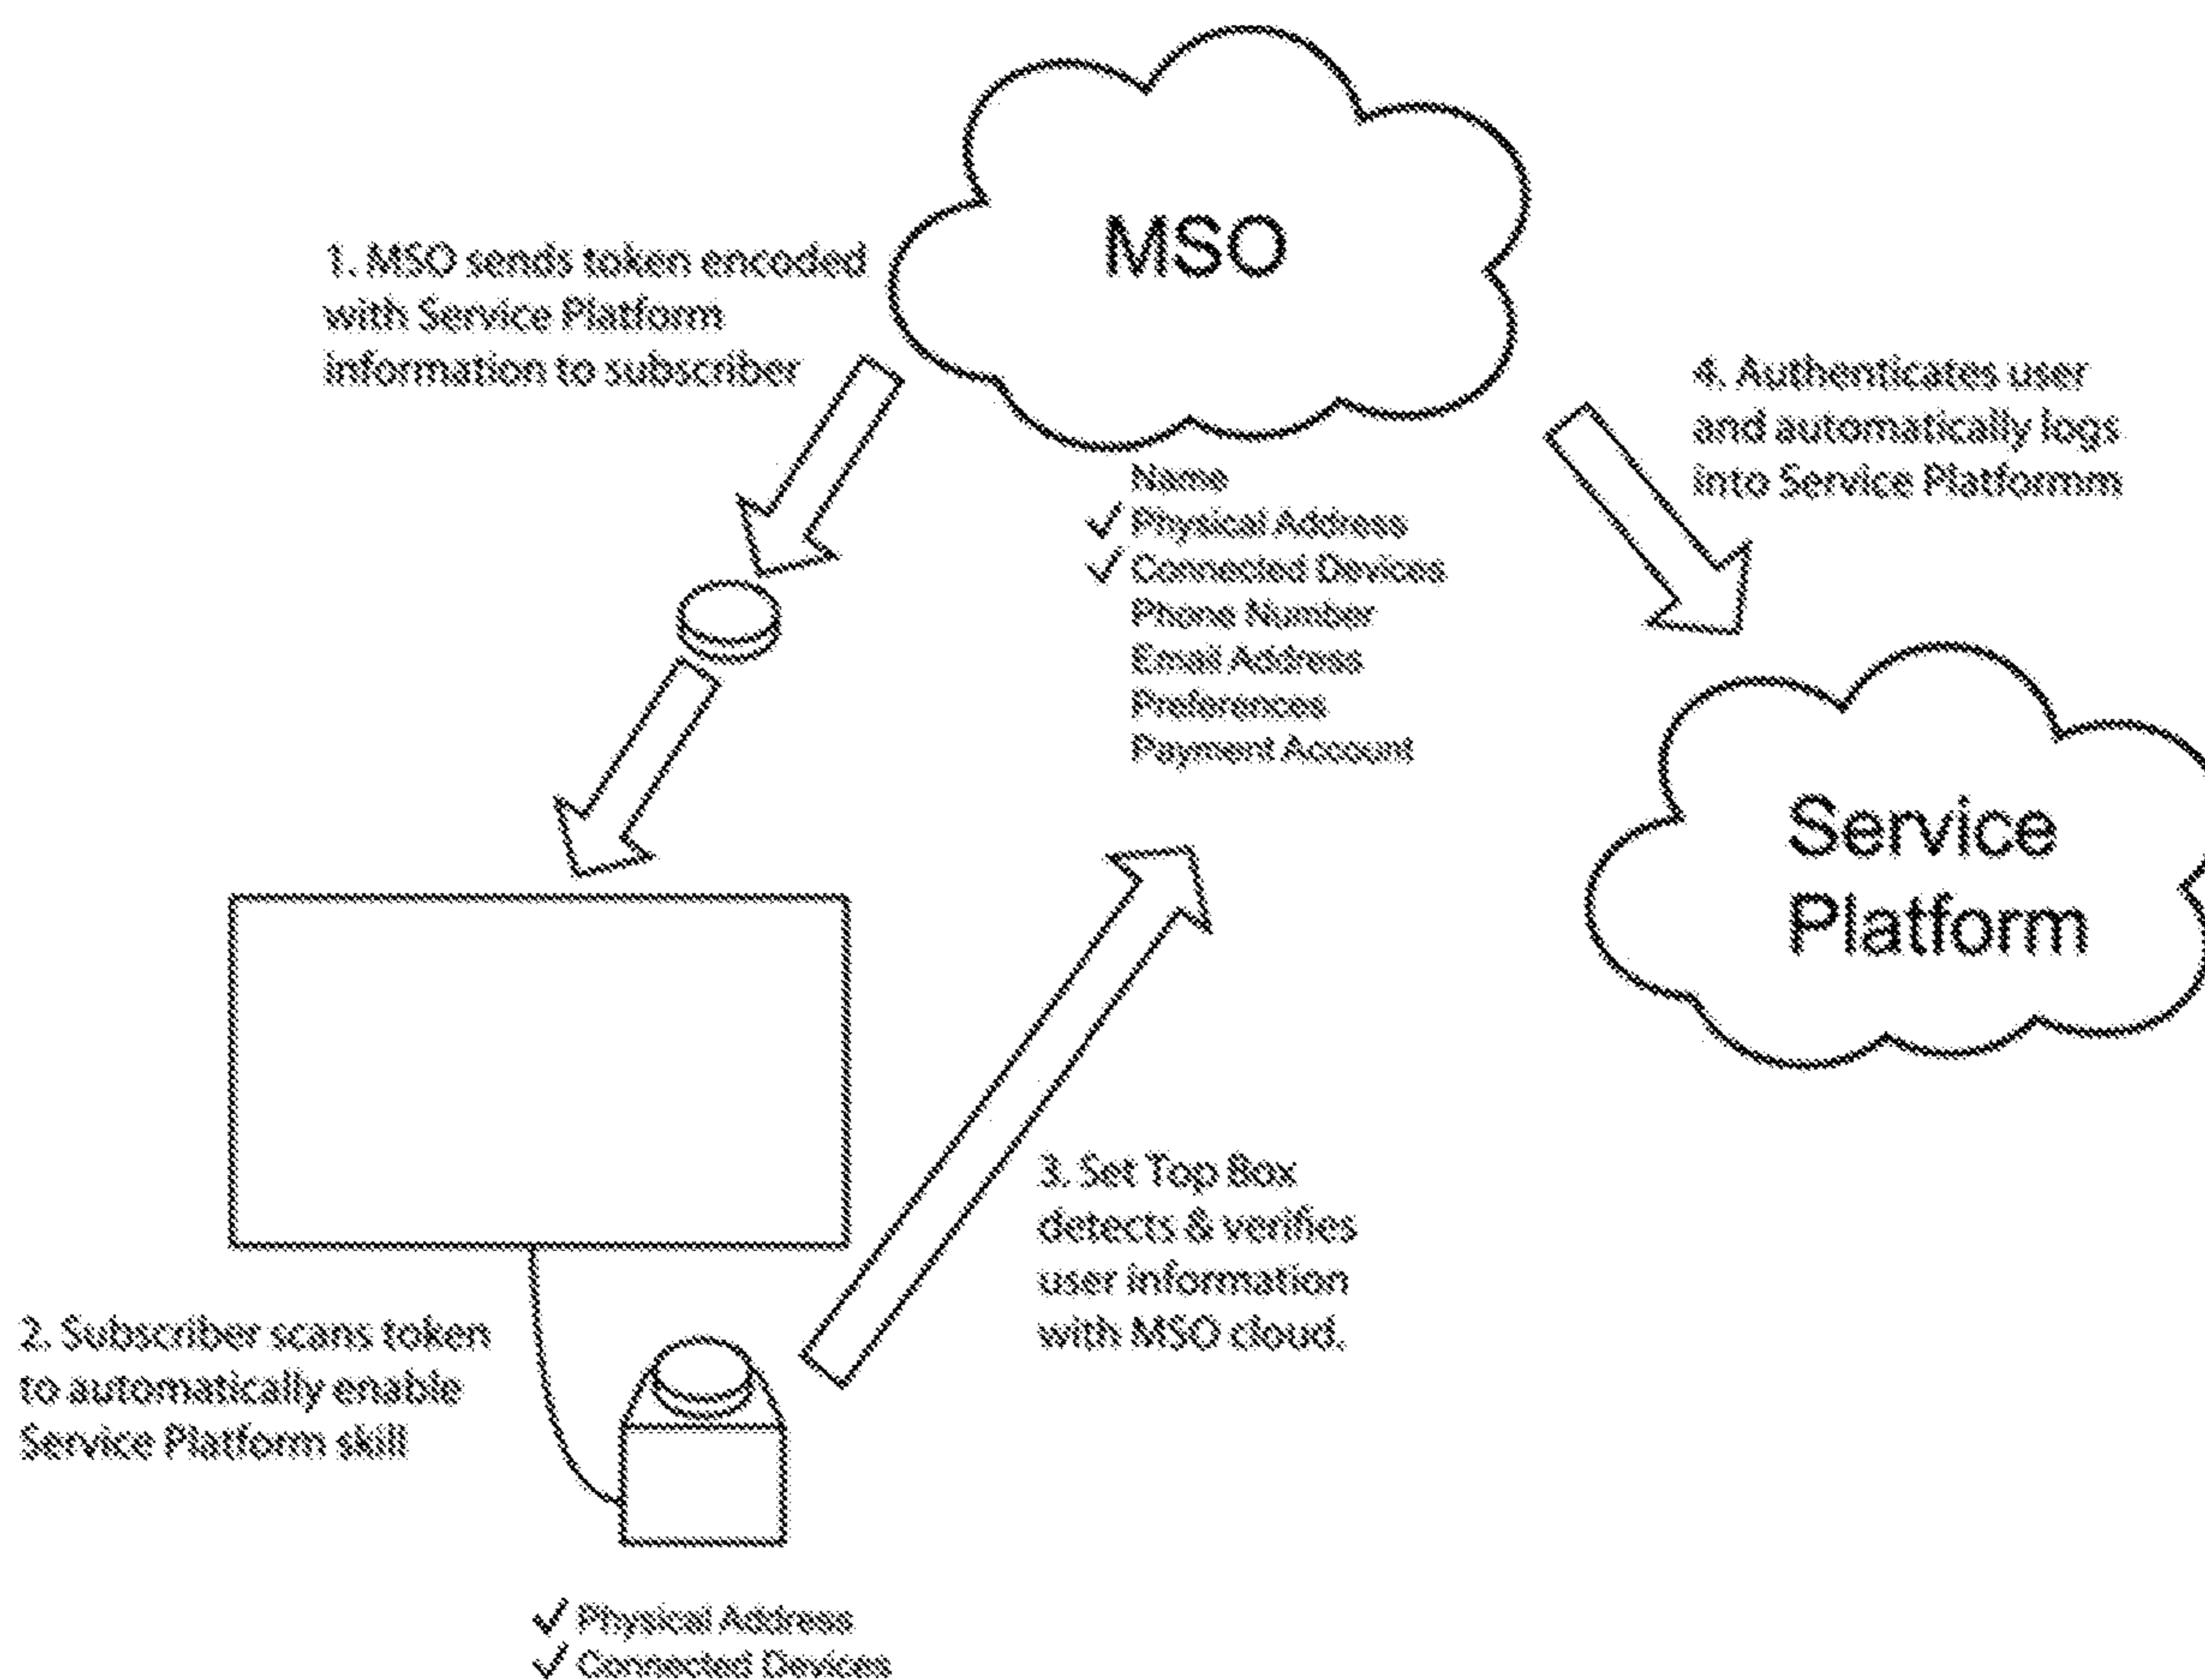 MSO
1. MSO sends token encoded
with Service Platform
information to subscriber
4. Authenticates user
and automatically logs
into Service Platformm
Name
✓ Physical Address
✓ Connected Devices
Phone Number
Email Address
Preferences
Payment Account
Service
Platform
3. Set Top Box
detects & verifies
user information
with MSO cloud.
2. Subscriber scans token
to automatically enable
Service Platform skill
✓ Physical Address
✓ Connected Devices